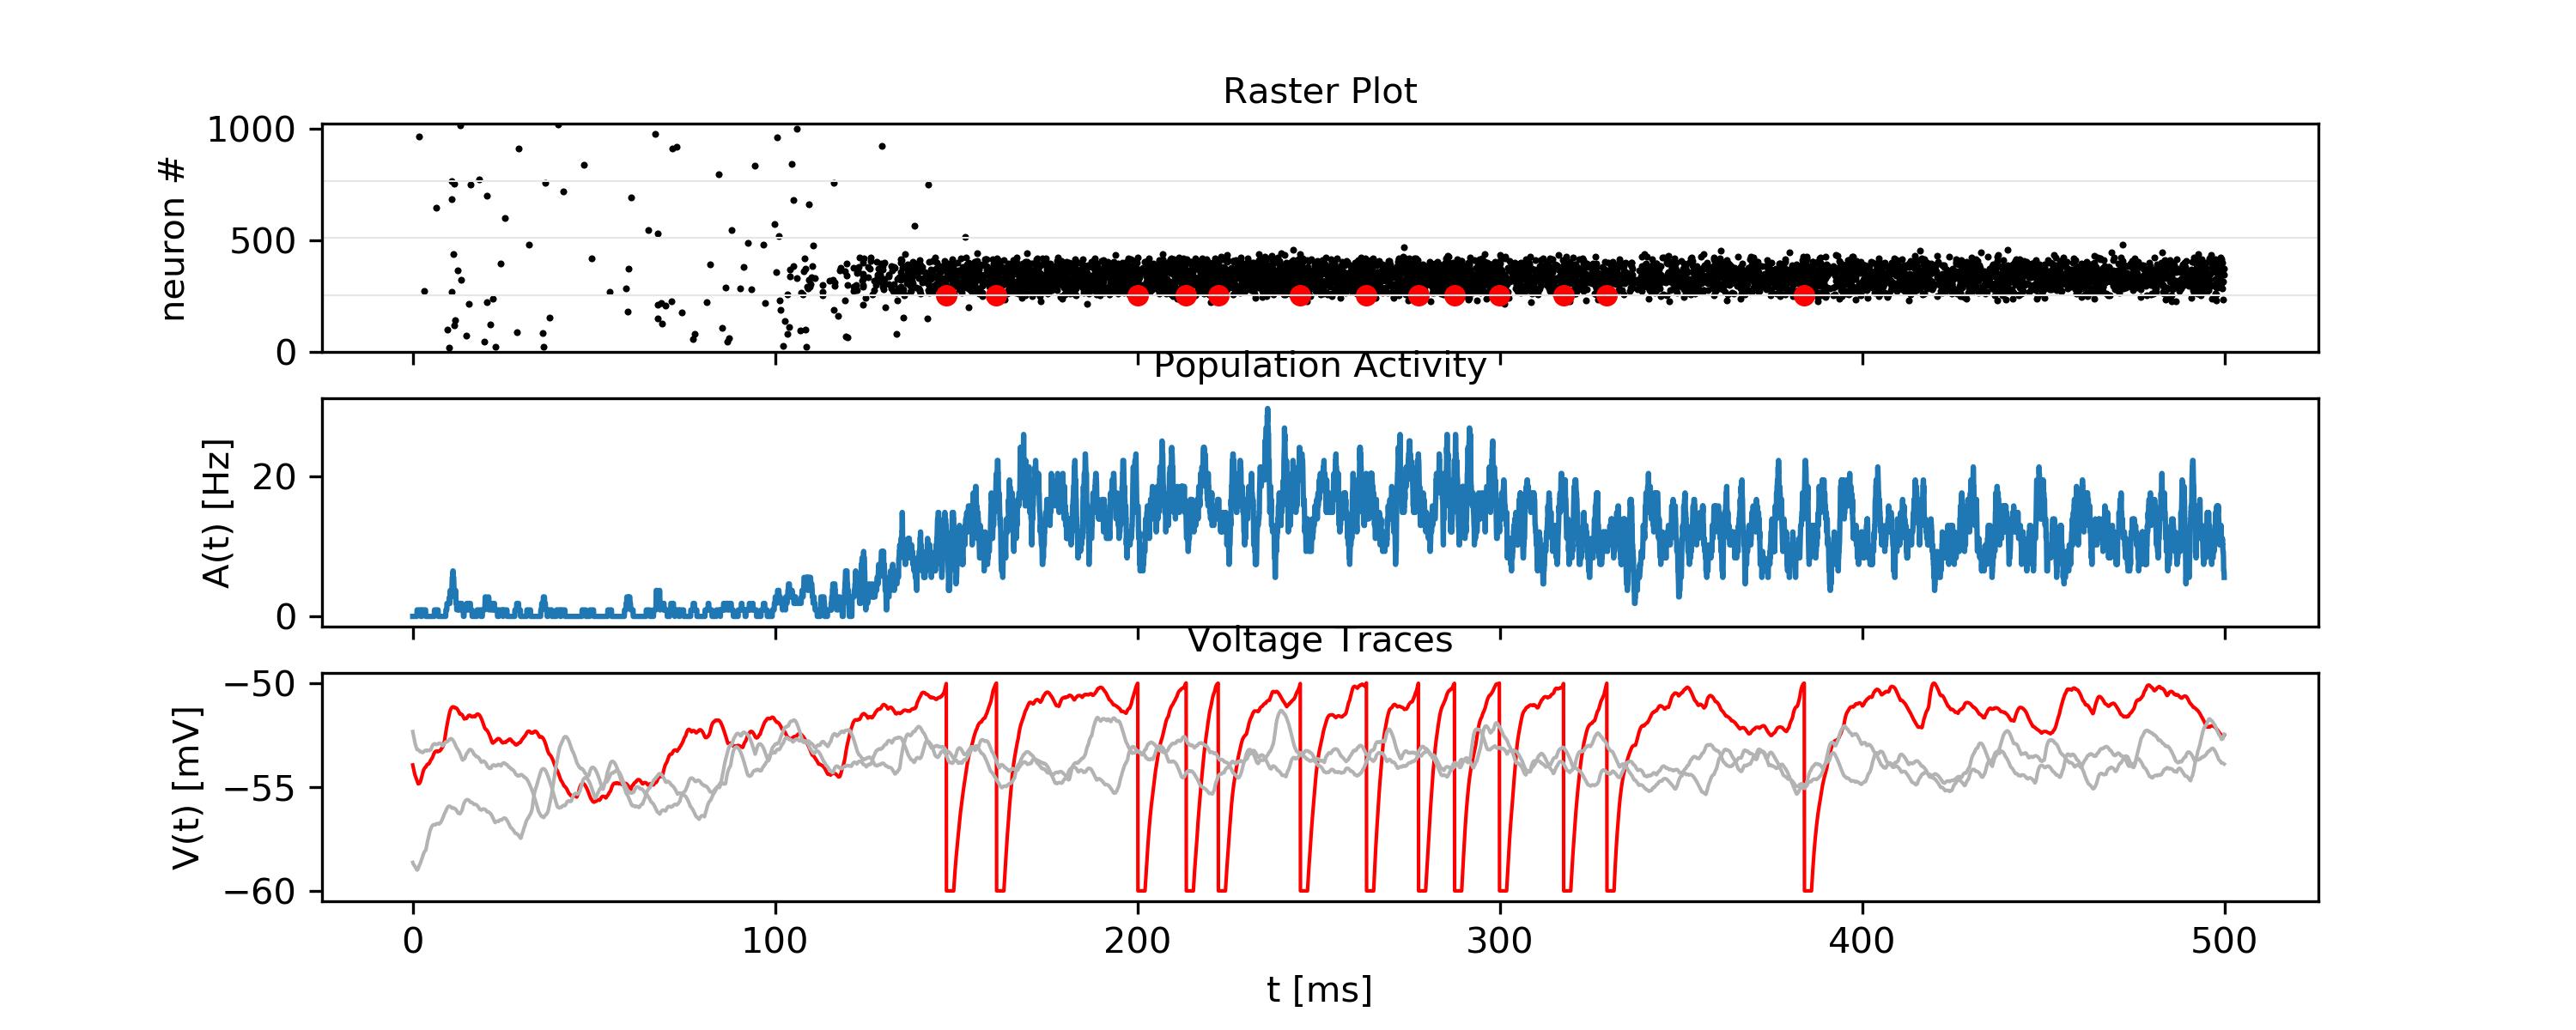 Raster Plot
neuron #
1000
500
0
Population Activity
A(t) [Hz]
20
0
Voltage Traces
V(t) [mV]
−50
−55
−60
0 100 200 300 400 500
t [ms]